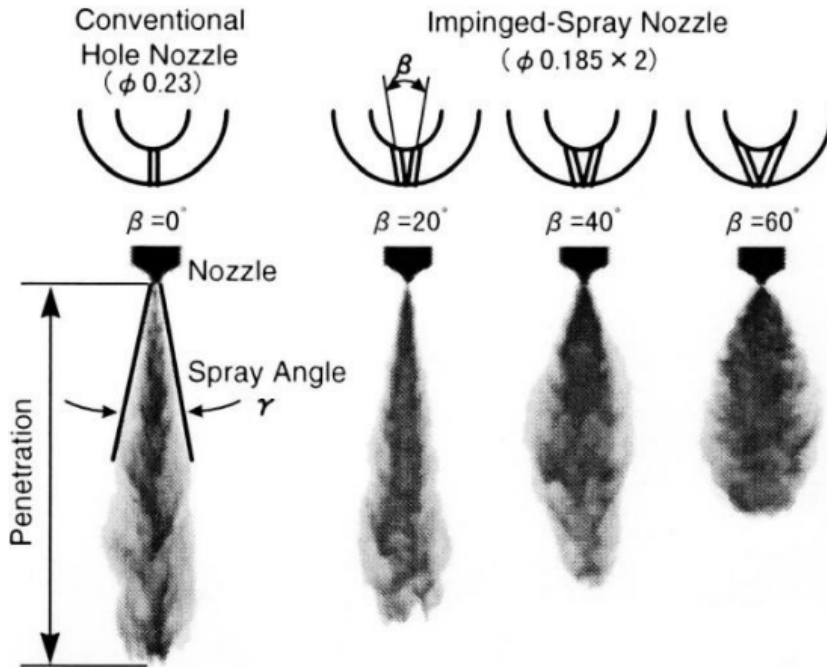 Conventional
Hole Nozzle
(φ0.23)
Impinged-Spray Nozzle
(φ0.185×2)
β
β=0°
β=20°
β=40°
β=60°
Nozzle
Spray Angle
γ
Penetration